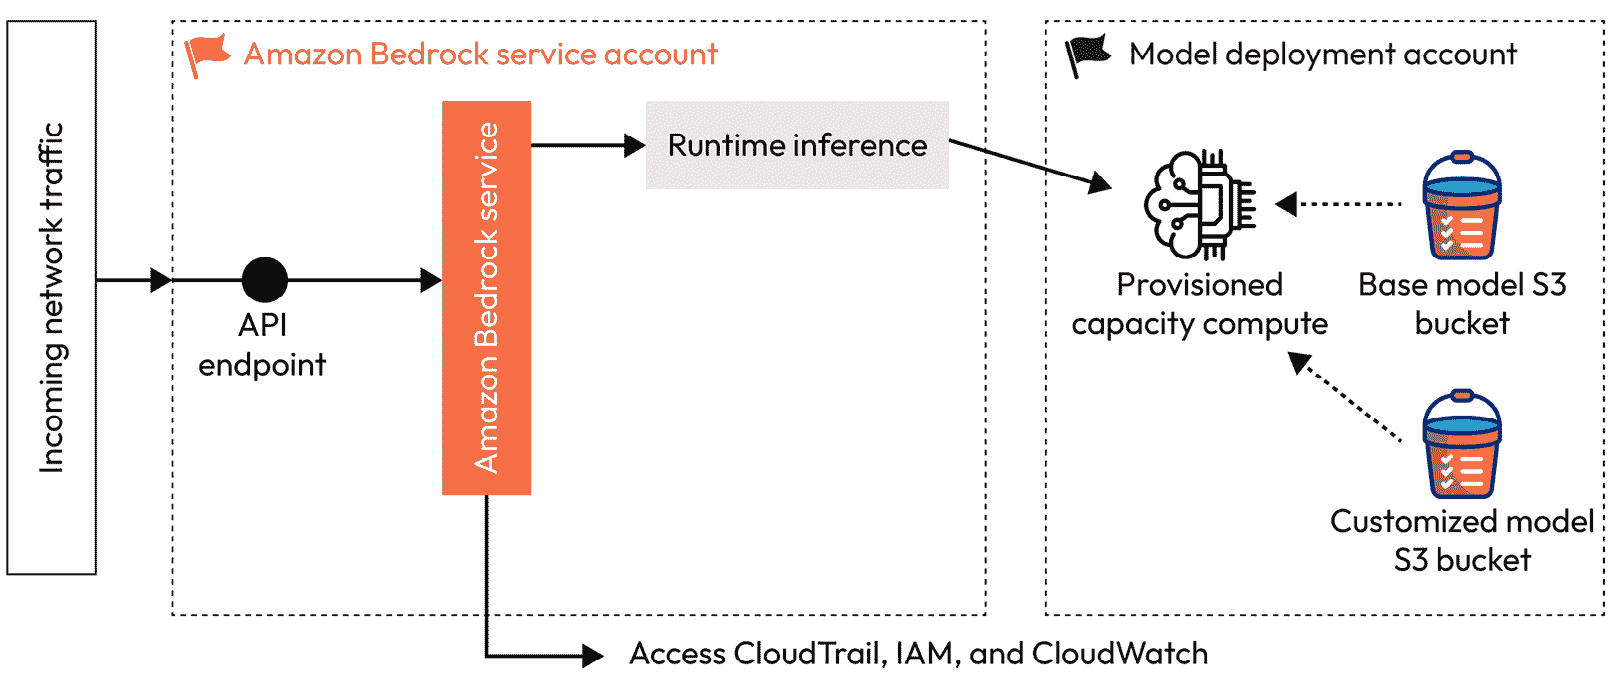 Incoming network traffic
Amazon Bedrock service account
API
endpoint
Amazon Bedrock service
Runtime inference
Access CloudTrail, IAM, and CloudWatch
Model deployment account
Provisioned
capacity compute
Base model S3
bucket
Customized model
S3 bucket